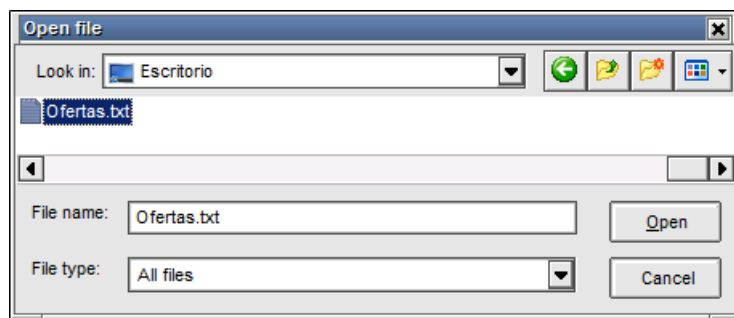 Open file
Look in: Escritorio
Ofertas.txt
File name: Ofertas.txt
Open
File type: All files
Cancel